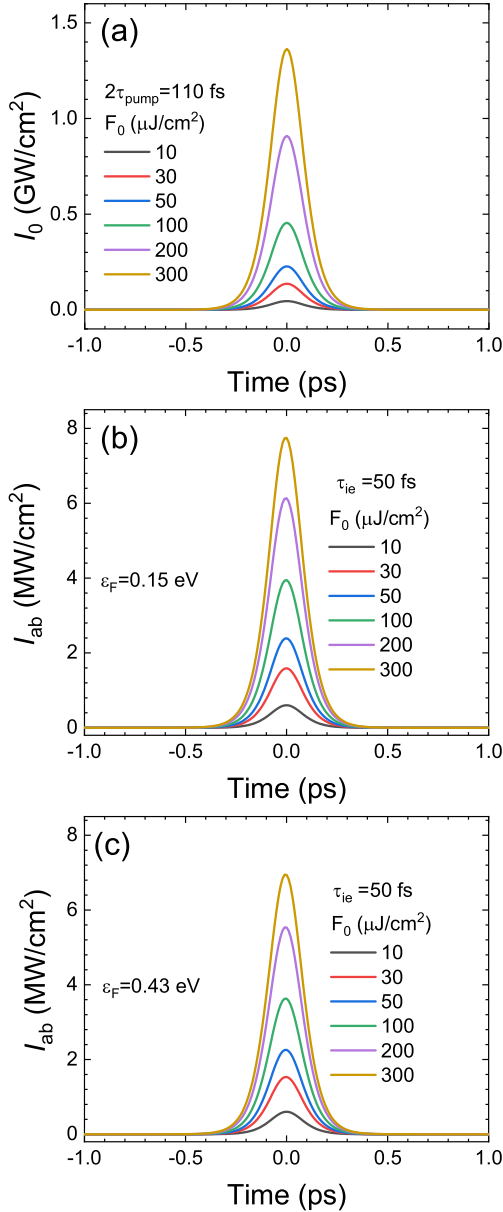 (a)
1.5
1.0
0.5
0.0
I₀ (GW/cm²)
2τpump=110 fs
F₀ (μJ/cm²)
10
30
50
100
200
300
-1.0 -0.5 0.0 0.5 1.0
Time (ps)
(b)
8
6
4
2
0
Iab (MW/cm²)
εF=0.15 eV
τie =50 fs
F₀ (μJ/cm²)
10
30
50
100
200
300
-1.0 -0.5 0.0 0.5 1.0
Time (ps)
(c)
8
6
4
2
0
Iab (MW/cm²)
εF=0.43 eV
τie =50 fs
F₀ (μJ/cm²)
10
30
50
100
200
300
-1.0 -0.5 0.0 0.5 1.0
Time (ps)